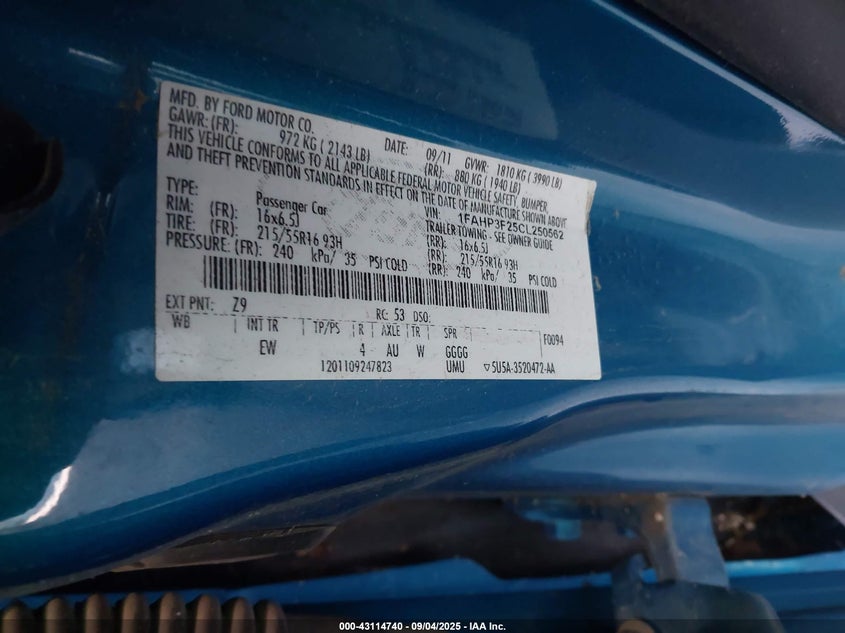 MFD. BY FORD MOTOR CO.
DATE: 09/11 GVWR: 1810 KG ( 3990 LB)
GAWR: (FR): 972 KG ( 2143 LB) (RR): 880 KG ( 1940 LB)
THIS VEHICLE CONFORMS TO ALL APPLICABLE FEDERAL MOTOR VEHICLE SAFETY, BUMPER,
AND THEFT PREVENTION STANDARDS IN EFFECT ON THE DATE OF MANUFACTURE SHOWN ABOVE
VIN: 1FAHP3F25CL250562
TYPE: Passenger Car TRAILER TOWING - SEE OWNER GUIDE
RIM: (FR): 16x6.5J (RR): 16x6.5J
TIRE: (FR): 215/55R16 93H (RR): 215/55R16 93H
PRESSURE: (FR): 240 kPa/ 35 PSI COLD (RR): 240 kPa/ 35 PSI COLD
EXT PNT: Z9 RC: 53 DSO:
WB INT TR TP/PS R AXLE TR SPR F0094
EW 4 AU W GGGG
1201109247823 UMU ▽5U5A-3520472-AA
000-43114740 - 09/04/2025 - IAA Inc.